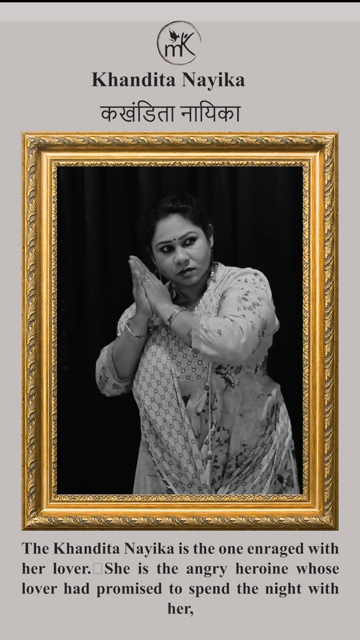 mK
Khandita Nayika
कखंडिता नायिका
The Khandita Nayika is the one enraged with
her lover.□She is the angry heroine whose
lover had promised to spend the night with
her,